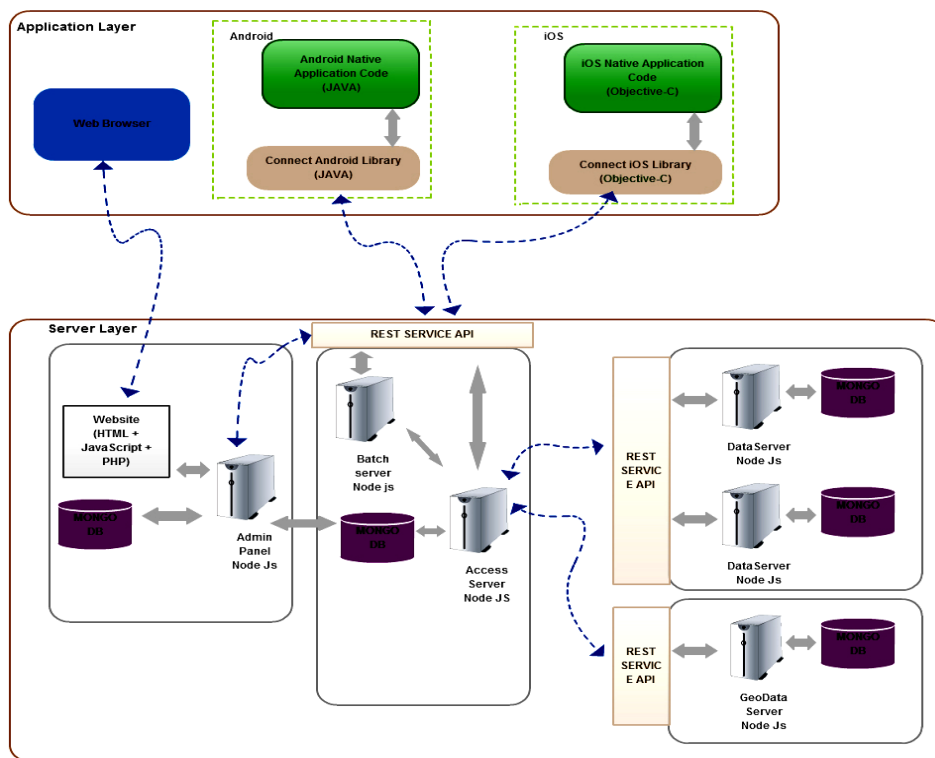 Application Layer
Android
iOS
Android Native
Application Code
(JAVA)
iOS Native Application
Code
(Objective-C)
Web Browser
Connect Android Library
(JAVA)
Connect iOS Library
(Objective-C)
Server Layer
REST SERVICE API
Website
(HTML +
JavaScript +
PHP)
MONGO
DB
Admin
Panel
Node Js
Batch
server
Node js
MONGO
DB
Access
Server
Node JS
REST
SERVIC
E API
DataServer
Node Js
MONGO
DB
DataServer
Node Js
MONGO
DB
REST
SERVIC
E API
GeoData
Server
Node Js
MONGO
DB